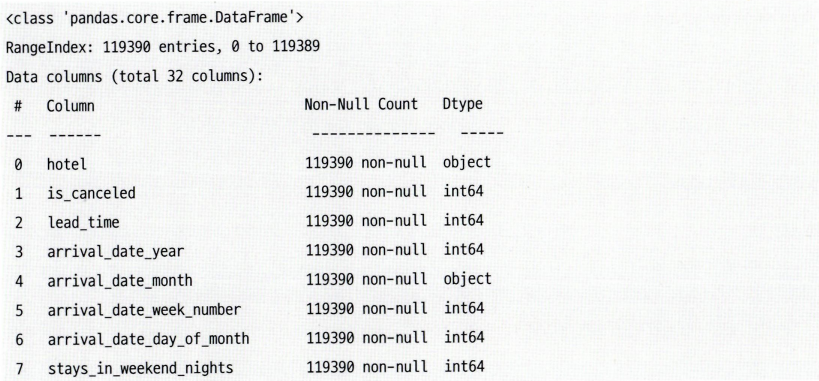 <class 'pandas.core.frame.DataFrame'>
RangeIndex: 119390 entries, 0 to 119389
Data columns (total 32 columns):
#   Column                          Non-Null Count   Dtype
---  ------                          --------------   -----
0   hotel                           119390 non-null  object
1   is_canceled                     119390 non-null  int64
2   lead_time                       119390 non-null  int64
3   arrival_date_year               119390 non-null  int64
4   arrival_date_month              119390 non-null  object
5   arrival_date_week_number        119390 non-null  int64
6   arrival_date_day_of_month       119390 non-null  int64
7   stays_in_weekend_nights         119390 non-null  int64